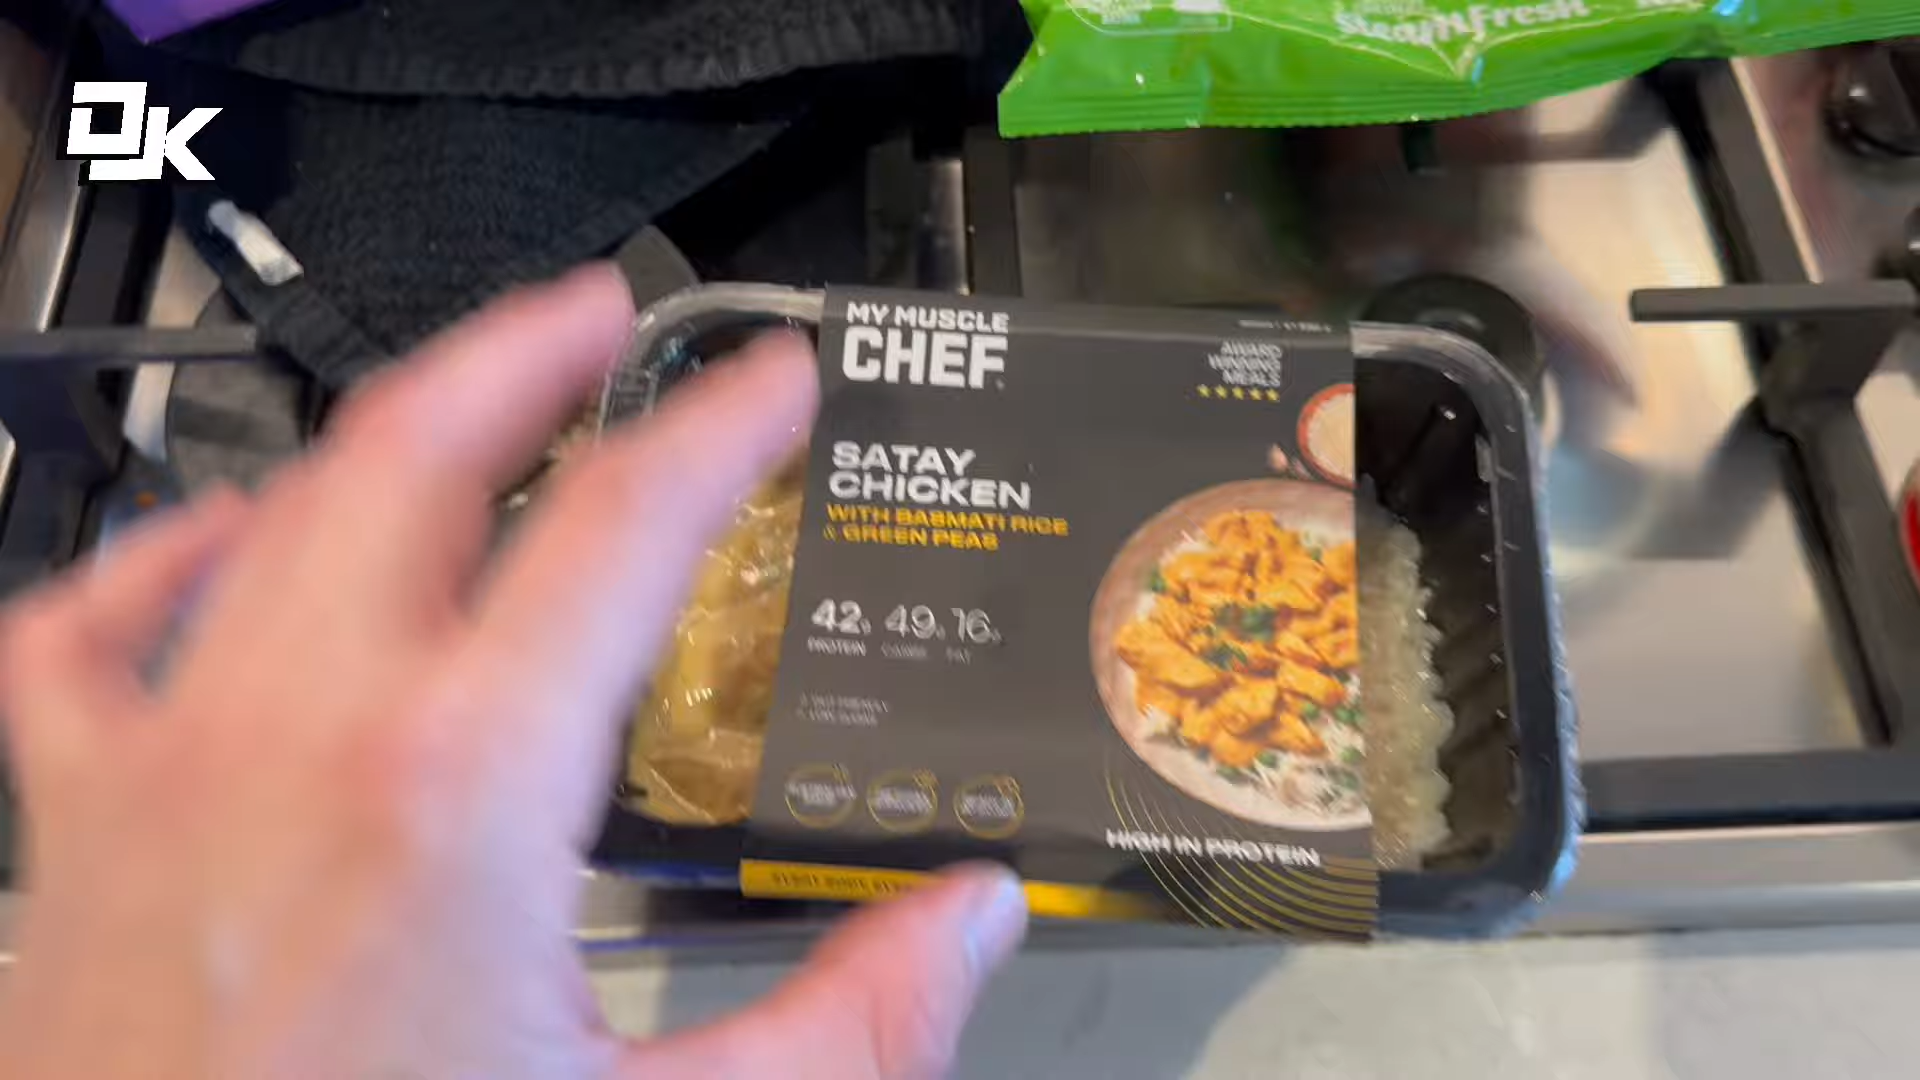 SteamFresh
JK
MY MUSCLE
CHEF
AWARD
WINNING
MEALS
SATAY
CHICKEN
WITH BASMATI RICE
& GREEN PEAS
42g 49g 16g
PROTEIN CARBS FAT
HIGH IN PROTEIN